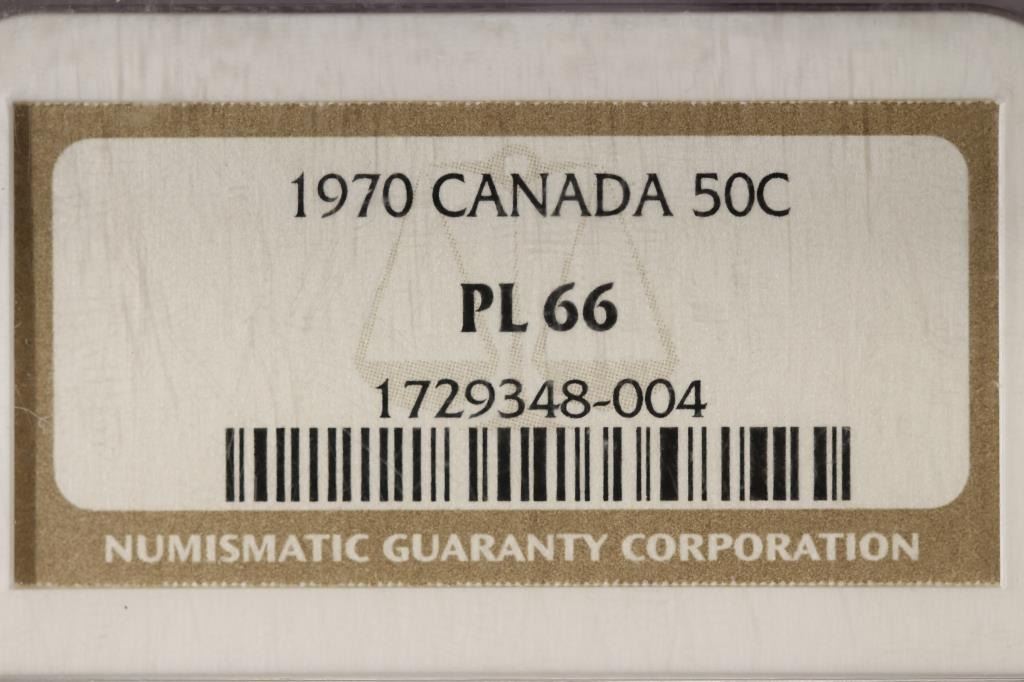 1970 CANADA 50C
PL 66
1729348-004
NUMISMATIC GUARANTY CORPORATION